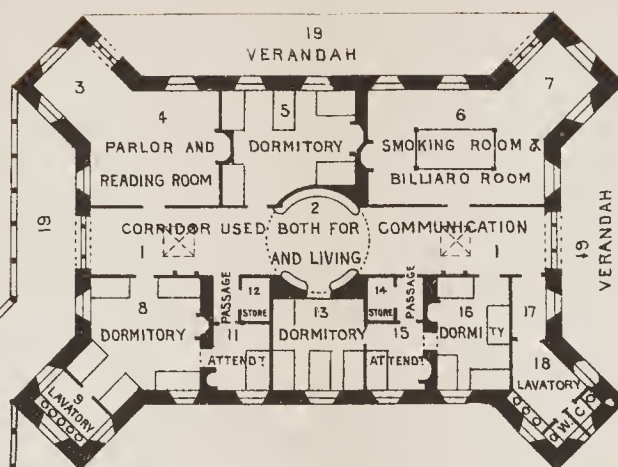 19
VERANDAH
3
4
PARLOR AND
READING ROOM
5
DORMITORY
6
SMOKING ROOM &
BILLIARD ROOM
7
19
19
VERANDAH
2
CORRIDOR USED BOTH FOR COMMUNICATION
AND LIVING
1
1
8
DORMITORY
PASSAGE
12
STORE
11
ATTENDT
13
DORMITORY
14
STORE
PASSAGE
15
ATTENDT
16
DORMITY
17
18
LAVATORY
W.C
9
LAVATORY